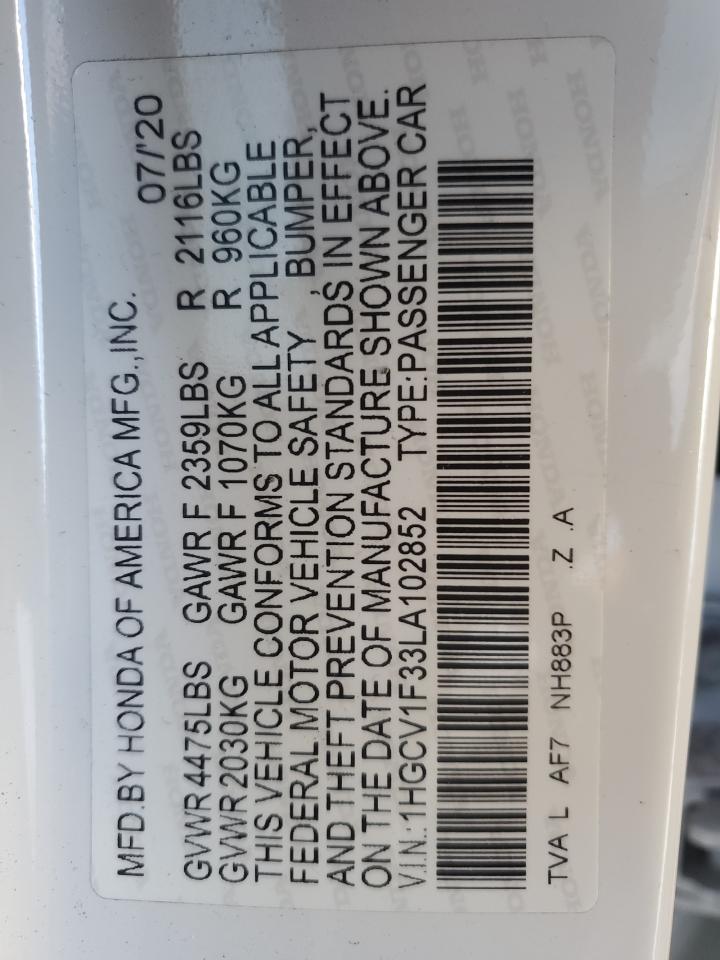 MFD.BY HONDA OF AMERICA MFG.,INC. 07/'20
GVWR 4475LBS GAWR F 2359LBS R 2116LBS
GVWR 2030KG GAWR F 1070KG R 960KG
THIS VEHICLE CONFORMS TO ALL APPLICABLE
FEDERAL MOTOR VEHICLE SAFETY , BUMPER,
AND THEFT PREVENTION STANDARDS IN EFFECT
ON THE DATE OF MANUFACTURE SHOWN ABOVE.
V.I.N.:1HGCV1F33LA102852 TYPE:PASSENGER CAR
TVA L AF7 NH883P .Z .A